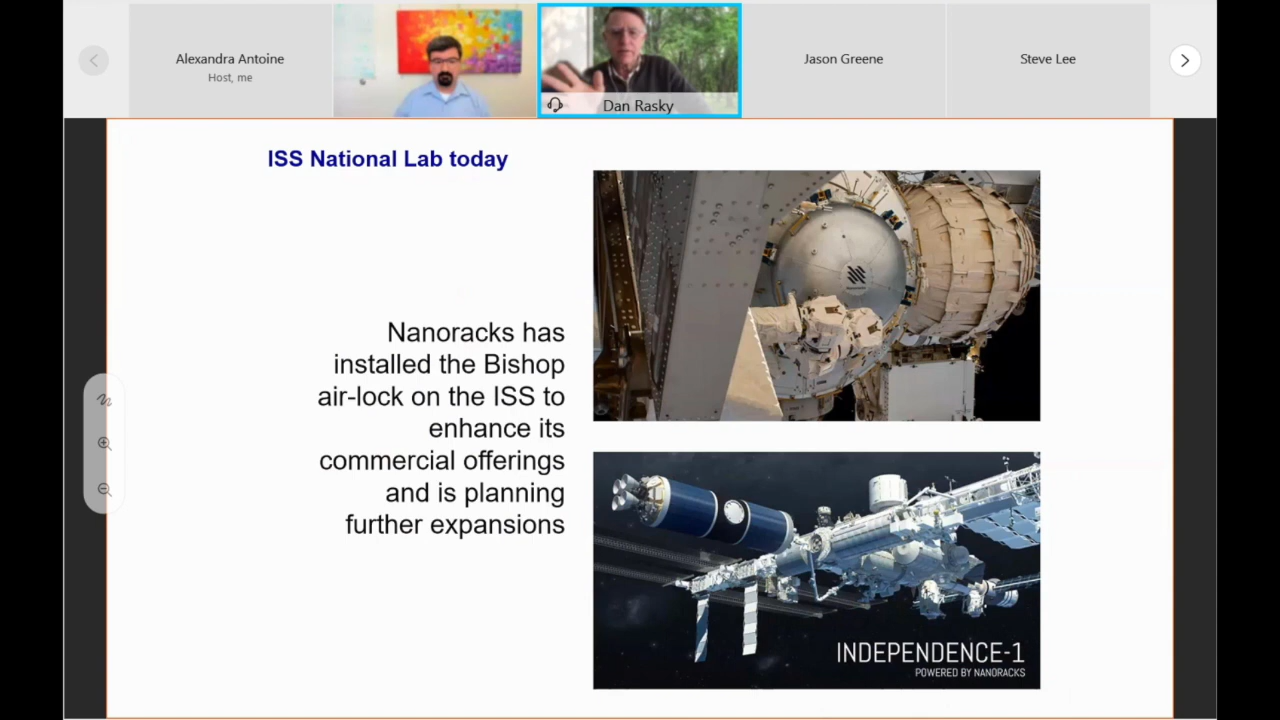 Alexandra Antoine
Host, me
Dan Rasky
Jason Greene
Steve Lee
ISS National Lab today
Nanoracks has
installed the Bishop
air-lock on the ISS to
enhance its
commercial offerings
and is planning
further expansions
INDEPENDENCE-1
POWERED BY NANORACKS